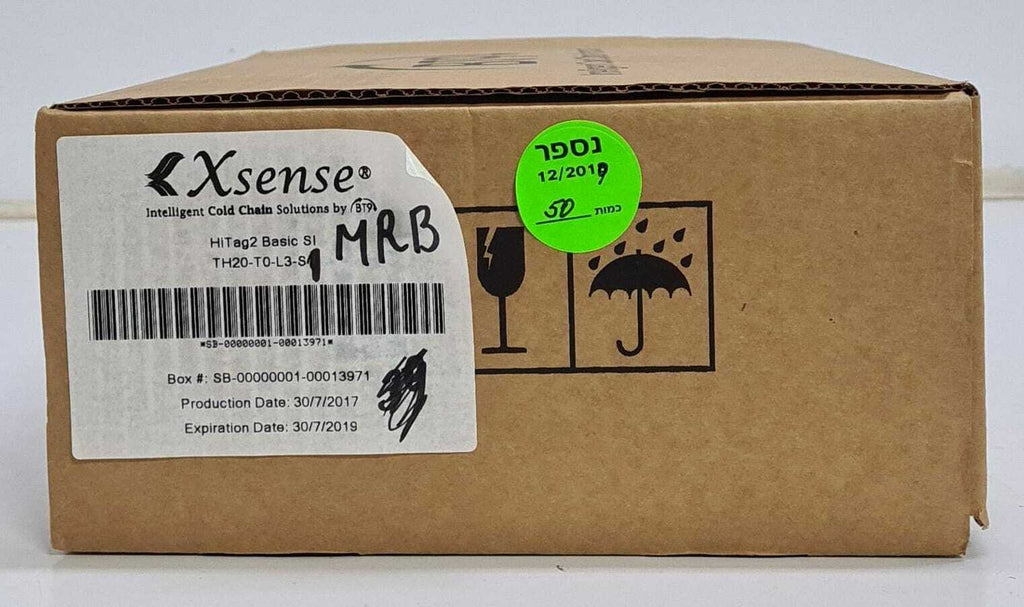 Xsense®
Intelligent Cold Chain Solutions by BT9
HiTag2 Basic SI
TH20-T0-L3-S
MRB
*SB-00000001-00013971*
Box #: SB-00000001-00013971
Production Date: 30/7/2017
Expiration Date: 30/7/2019
נספר
12/2019
כמות 50